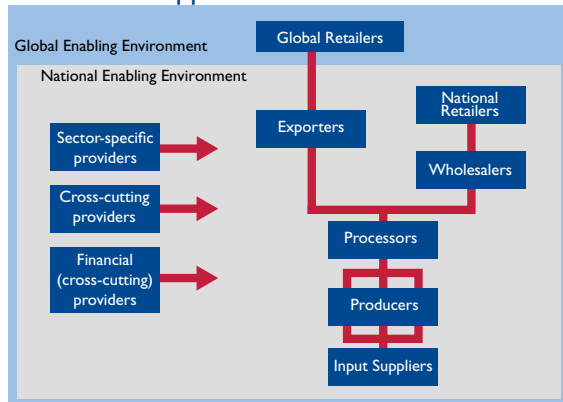 Global Enabling Environment
Global Retailers
National Enabling Environment
National
Retailers
Exporters
Sector-specific
providers
Wholesalers
Cross-cutting
providers
Processors
Financial
(cross-cutting)
providers
Producers
Input Suppliers